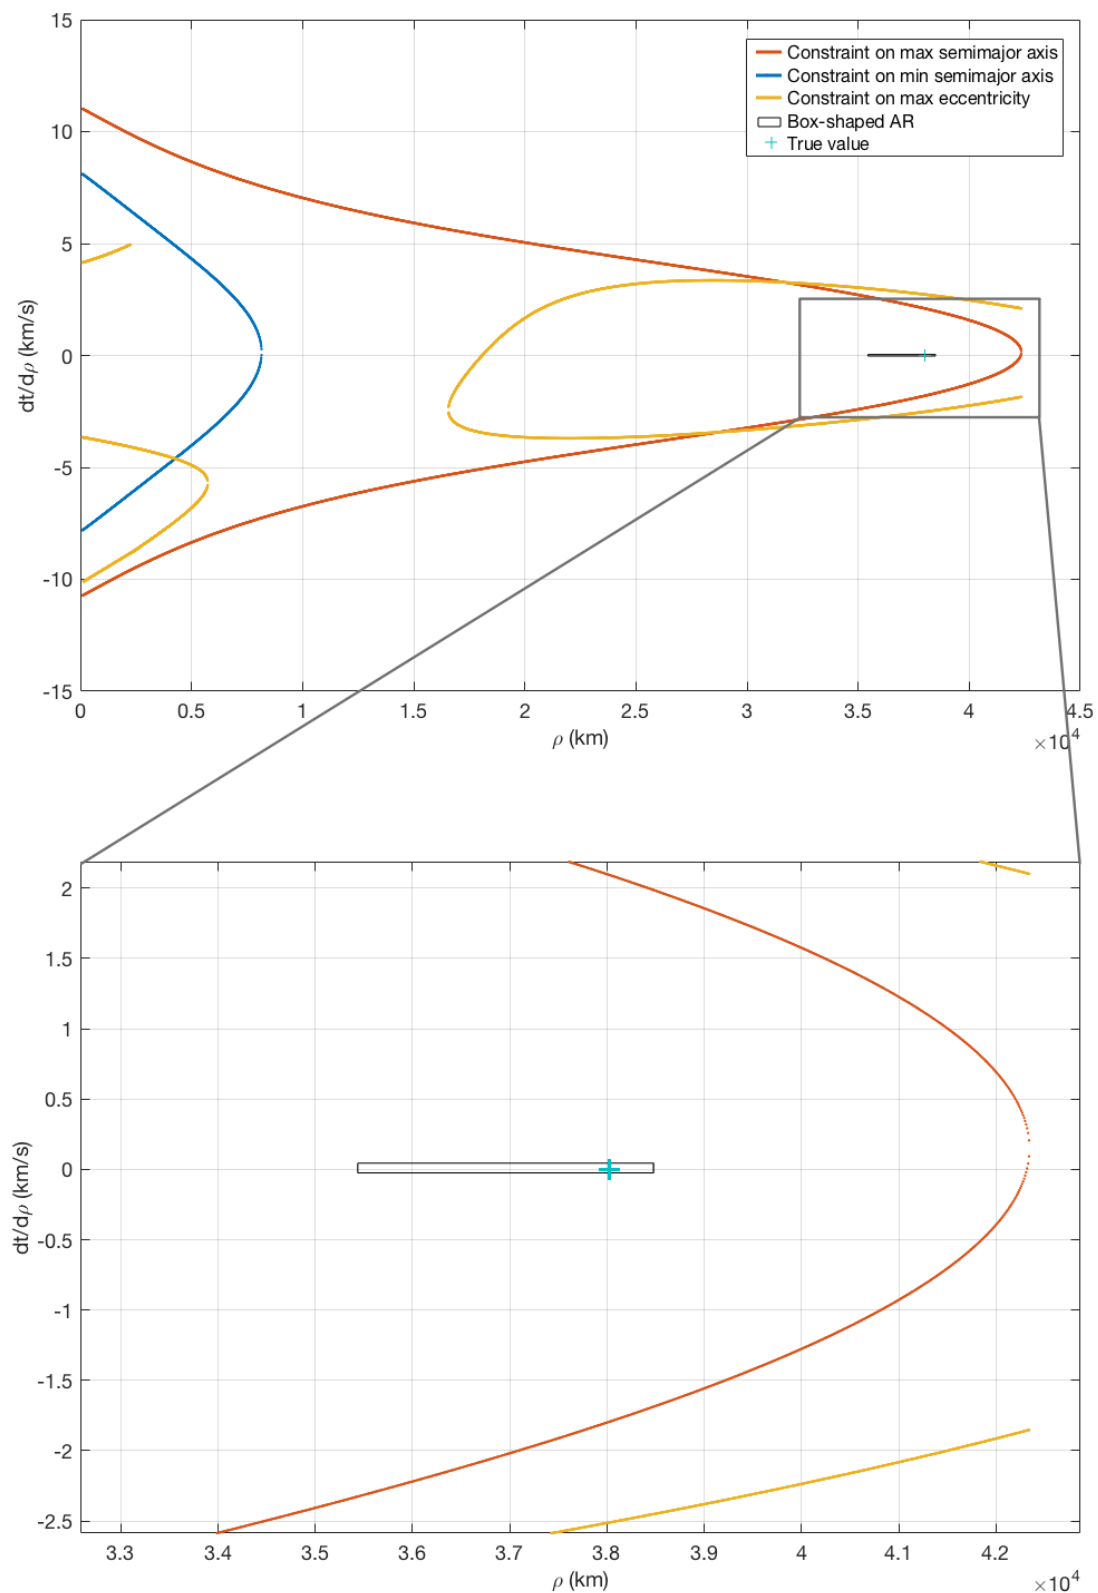 15
10
5
0
-5
-10
-15
dt/dρ (km/s)
Constraint on max semimajor axis
Constraint on min semimajor axis
Constraint on max eccentricity
Box-shaped AR
True value
0 0.5 1 1.5 2 2.5 3 3.5 4 4.5
ρ (km)
×10⁴
2
1.5
1
0.5
0
-0.5
-1
-1.5
-2
-2.5
dt/dρ (km/s)
3.3 3.4 3.5 3.6 3.7 3.8 3.9 4 4.1 4.2
ρ (km)
×10⁴